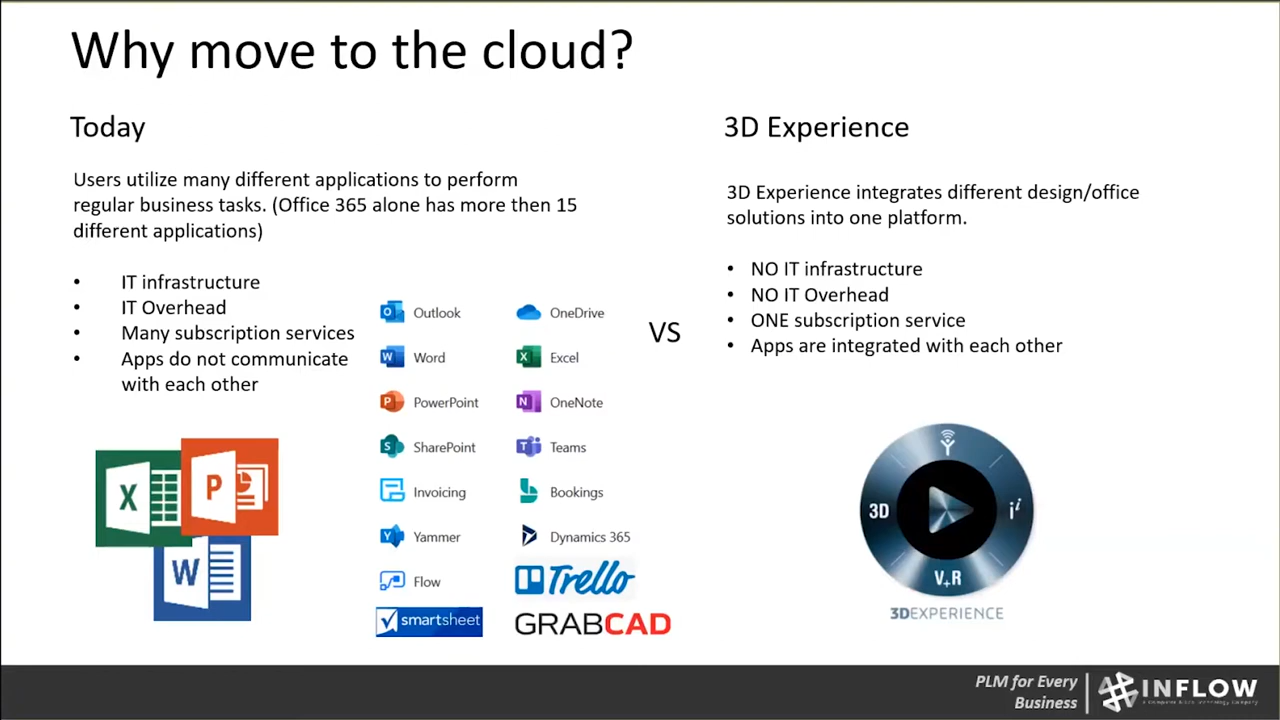 Why move to the cloud?
Today
Users utilize many different applications to perform
regular business tasks. (Office 365 alone has more then 15
different applications)
• IT infrastructure
• IT Overhead
• Many subscription services
• Apps do not communicate
with each other
X
P
W
Outlook
OneDrive
Word
Excel
PowerPoint
OneNote
SharePoint
Teams
Invoicing
Bookings
Yammer
Dynamics 365
Flow
Trello
smartsheet
GRABCAD
VS
3D Experience
3D Experience integrates different design/office
solutions into one platform.
• NO IT infrastructure
• NO IT Overhead
• ONE subscription service
• Apps are integrated with each other
3D
i i
V+R
3DEXPERIENCE
PLM for Every
Business
INFLOW